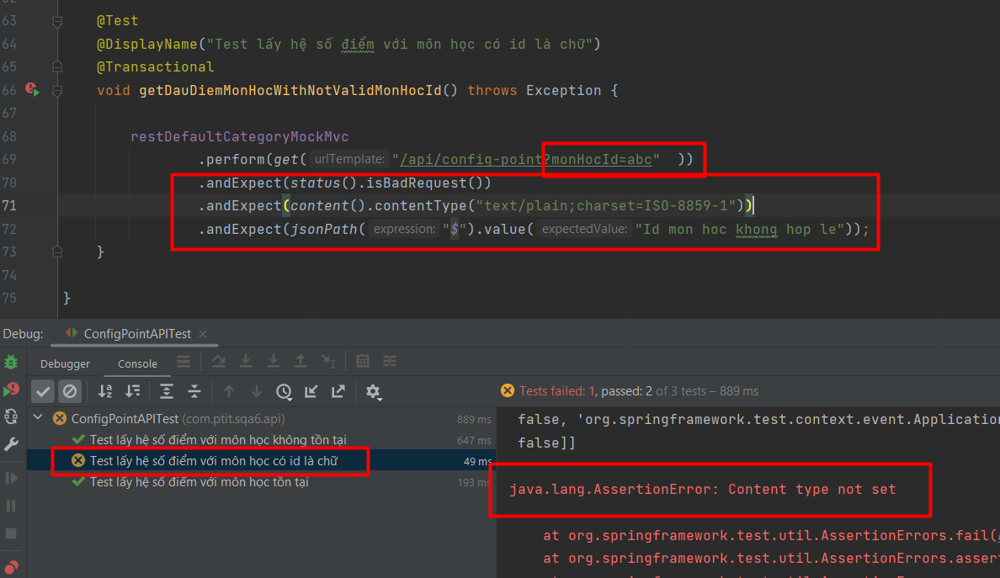 63 @Test
64 @DisplayName("Test lấy hệ số điểm với môn học có id là chữ")
65 @Transactional
66 void getDauDiemMonHocWithNotValidMonHocId() throws Exception {
67
68 restDefaultCategoryMockMvc
69 .perform(get( urlTemplate: "/api/config-point?monHocId=abc" ))
70 .andExpect(status().isBadRequest())
71 .andExpect(content().contentType("text/plain;charset=ISO-8859-1"))
72 .andExpect(jsonPath( expression: "$").value( expectedValue: "Id mon hoc khong hop le"));
73 }
74
75 }
Debug: ConfigPointAPITest
Debugger Console
Tests failed: 1, passed: 2 of 3 tests – 889 ms
ConfigPointAPITest (com.ptit.sqa6.api) 889 ms
Test lấy hệ số điểm với môn học không tồn tại 647 ms
Test lấy hệ số điểm với môn học có id là chữ 49 ms
Test lấy hệ số điểm với môn học tồn tại 193 ms
false, 'org.springframework.test.context.event.Application
false]]
java.lang.AssertionError: Content type not set
at org.springframework.test.util.AssertionErrors.fail(
at org.springframework.test.util.AssertionErrors.assert